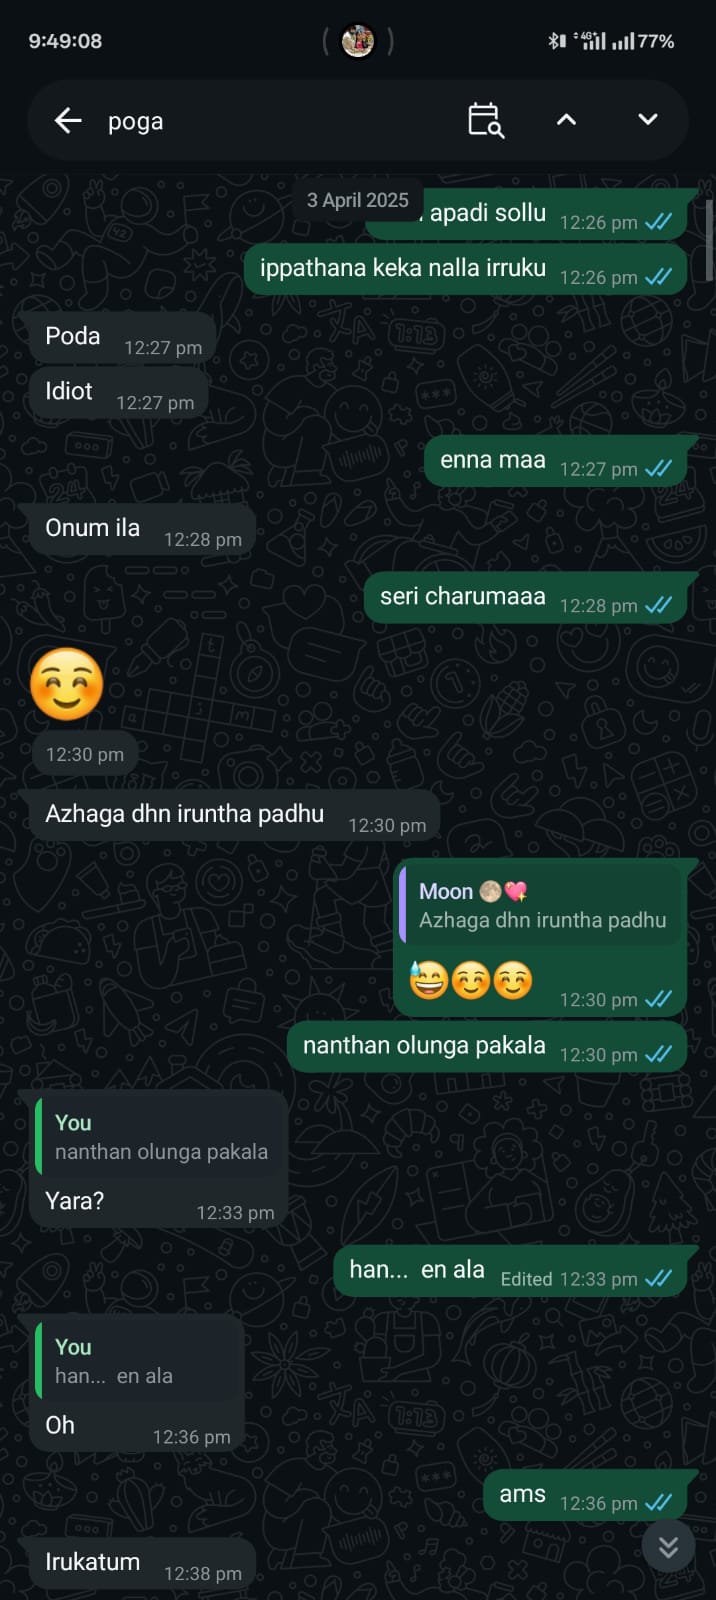 9:49:08
4G+ 77%
poga
3 April 2025
apadi sollu 12:26 pm
ippathana keka nalla irruku 12:26 pm
Poda 12:27 pm
Idiot 12:27 pm
enna maa 12:27 pm
Onum ila 12:28 pm
seri charumaaa 12:28 pm
☺️
12:30 pm
Azhaga dhn iruntha padhu 12:30 pm
Moon 🌕💖
Azhaga dhn iruntha padhu
😅☺️☺️ 12:30 pm
nanthan olunga pakala 12:30 pm
You
nanthan olunga pakala
Yara? 12:33 pm
han... en ala Edited 12:33 pm
You
han... en ala
Oh 12:36 pm
ams 12:36 pm
Irukatum 12:38 pm